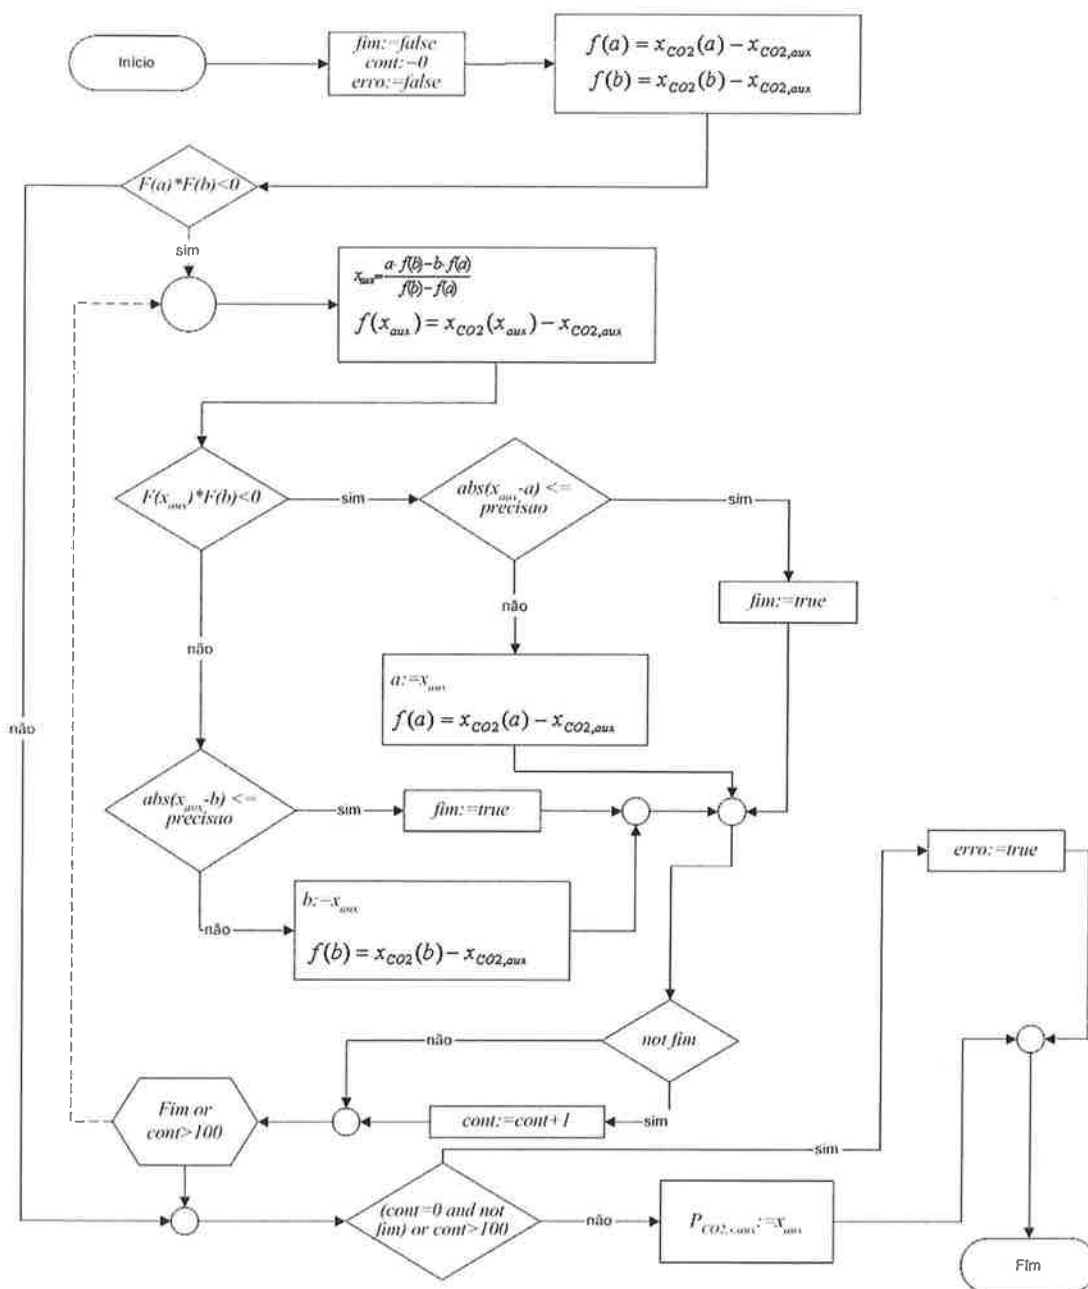 Início
fim:=false
cont:=0
erro:=false
f(a) = x_CO2(a) − x_CO2,aux
f(b) = x_CO2(b) − x_CO2,aux
F(a)*F(b)<0
sim
x_aux = (a· f(b)−b· f(a)) / (f(b)−f(a))
f(x_aux) = x_CO2(x_aux) − x_CO2,aux
F(x_aux)*F(b)<0
sim
abs(x_aux-a) <=
precisao
sim
fim:=true
não
não
a:=x_aux
f(a) = x_CO2(a) − x_CO2,aux
não
abs(x_aux-b) <=
precisao
sim
fim:=true
erro:=true
não
b:=x_aux
f(b) = x_CO2(b) − x_CO2,aux
não
not fim
Fim or
cont>100
cont:=cont+1
sim
sim
(cont=0 and not
fim) or cont>100
não
P_CO2,s,aux:=x_aux
Fim